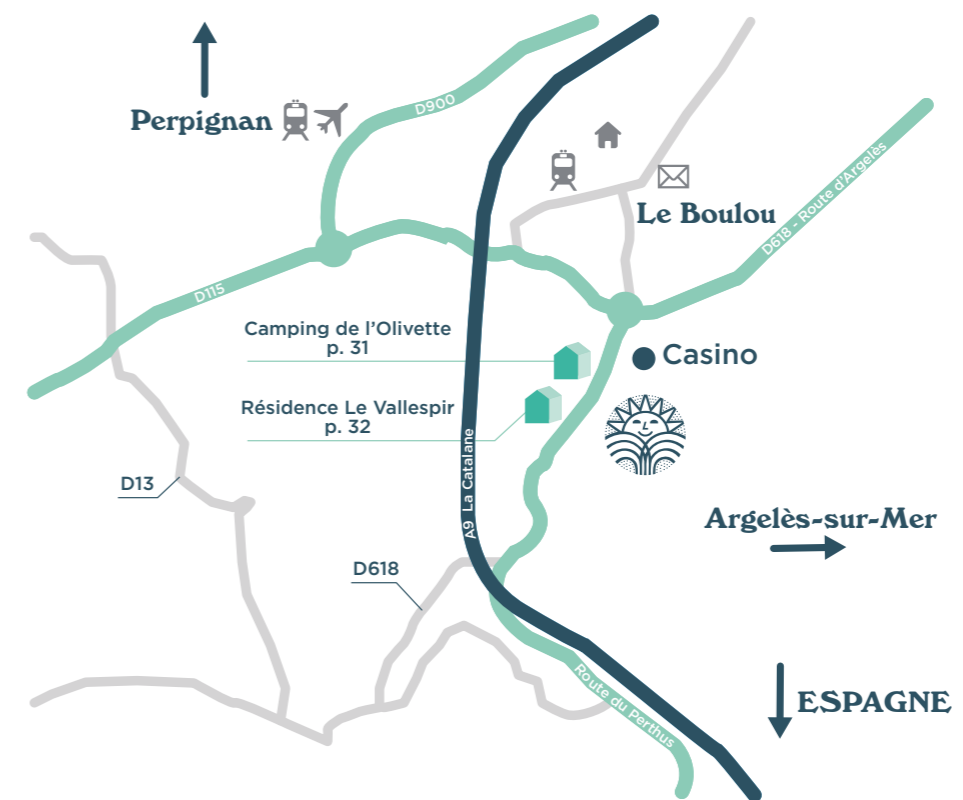 D900
Perpignan
Le Boulou
D618 - Route d'Argelès
D115
Camping de l'Olivette
p. 31
Casino
Résidence Le Vallespir
p. 32
A9 La Catalane
D13
Argelès-sur-Mer
D618
Route du Perthus
ESPAGNE